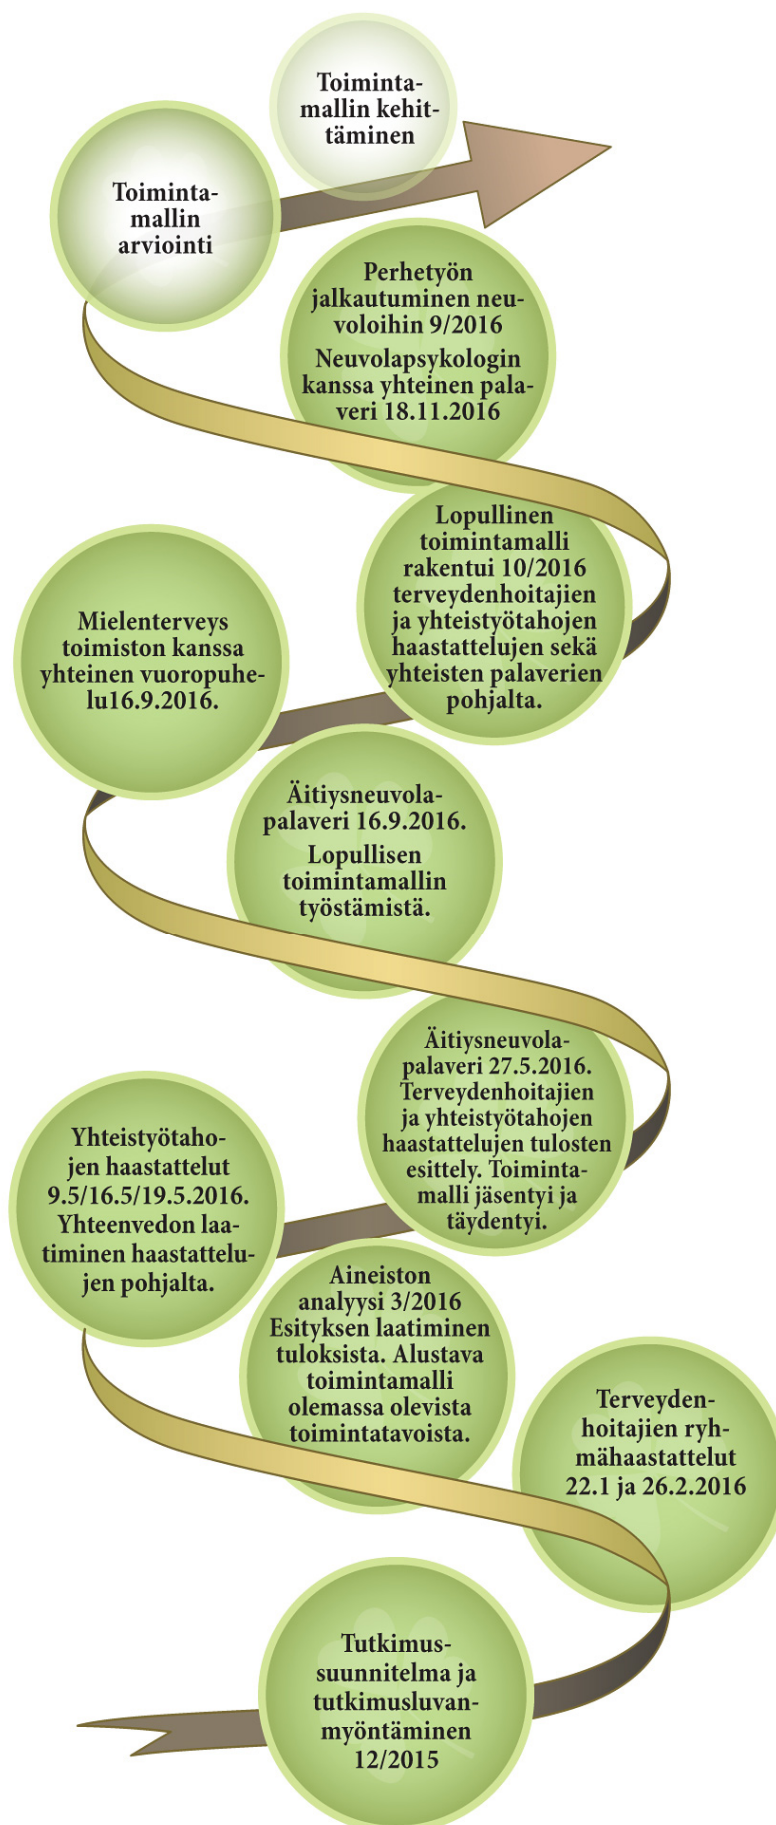 Toiminta-
mallin kehit-
täminen
Toiminta-
mallin
arviointi
Perhetyön
jalkautuminen neu-
voloihin 9/2016
Neuvolapsykologin
kanssa yhteinen pala-
veri 18.11.2016
Lopullinen
toimintamalli
rakentui 10/2016
terveydenhoitajien
ja yhteistyötahojen
haastattelujen sekä
yhteisten palaverien
pohjalta.
Mielenterveys
toimiston kanssa
yhteinen vuoropuhe-
lu16.9.2016.
Äitiysneuvola-
palaveri 16.9.2016.
Lopullisen
toimintamallin
työstämistä.
Äitiysneuvola-
palaveri 27.5.2016.
Terveydenhoitajien
ja yhteistyötahojen
haastattelujen tulosten
esittely. Toiminta-
malli jäsentyi ja
täydentyi.
Yhteistyötaho-
jen haastattelut
9.5/16.5/19.5.2016.
Yhteenvedon laa-
timinen haastattelu-
jen pohjalta.
Aineiston
analyysi 3/2016
Esityksen laatiminen
tuloksista. Alustava
toimintamalli
olemassa olevista
toimintatavoista.
Terveyden-
hoitajien ryh-
mähaastattelut
22.1 ja 26.2.2016
Tutkimus-
suunnitelma ja
tutkimusluvan-
myöntäminen
12/2015